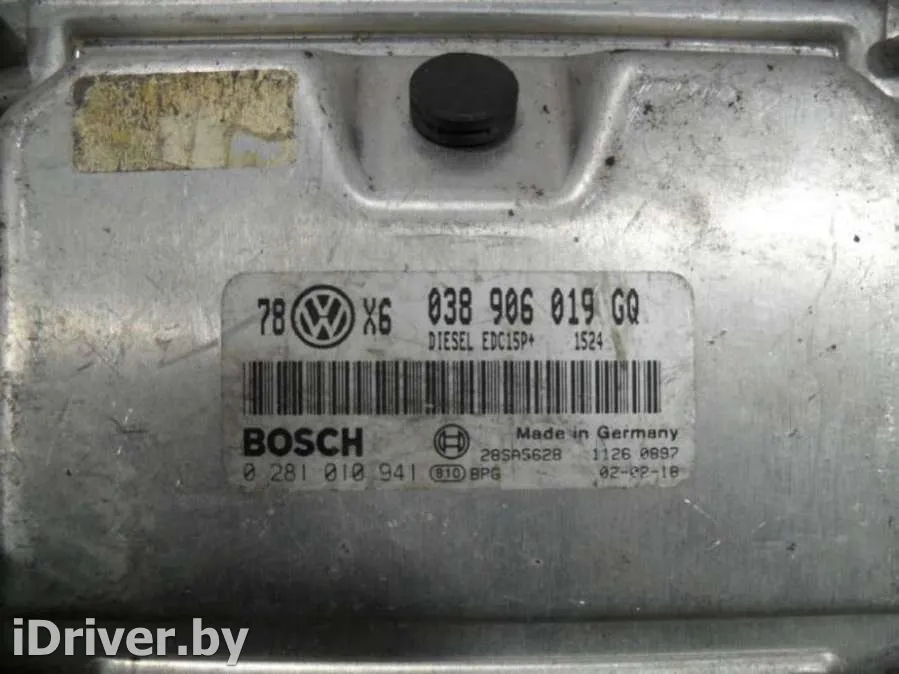 78 VW X6 038 906 019 GQ
DIESEL EDC15P+ 1524
BOSCH Made in Germany
28SA5628 1126 0897
0 281 010 941 810 BPG 02-02-18
iDriver.by